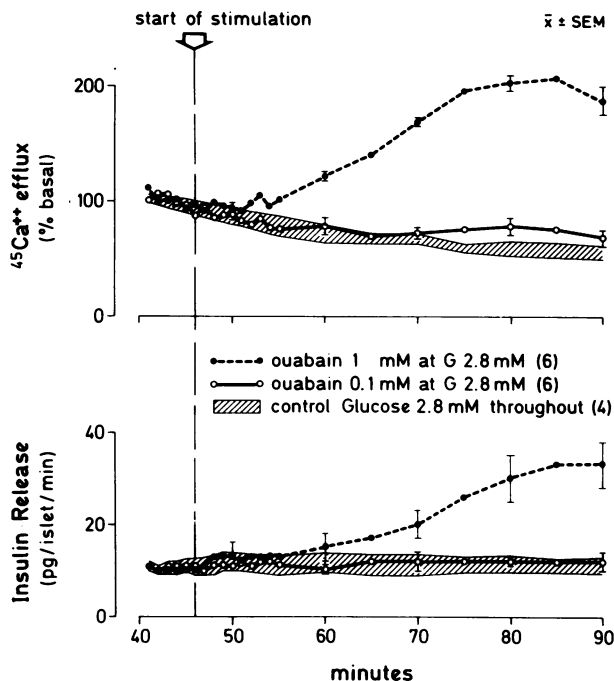 start of stimulation
x̄ ± SEM
200
100
0
45Ca++ efflux
(% basal)
ouabain 1 mM at G 2.8 mM (6)
ouabain 0.1 mM at G 2.8 mM (6)
control Glucose 2.8 mM throughout (4)
40
20
0
Insulin Release
(pg/islet/min)
40 50 60 70 80 90
minutes